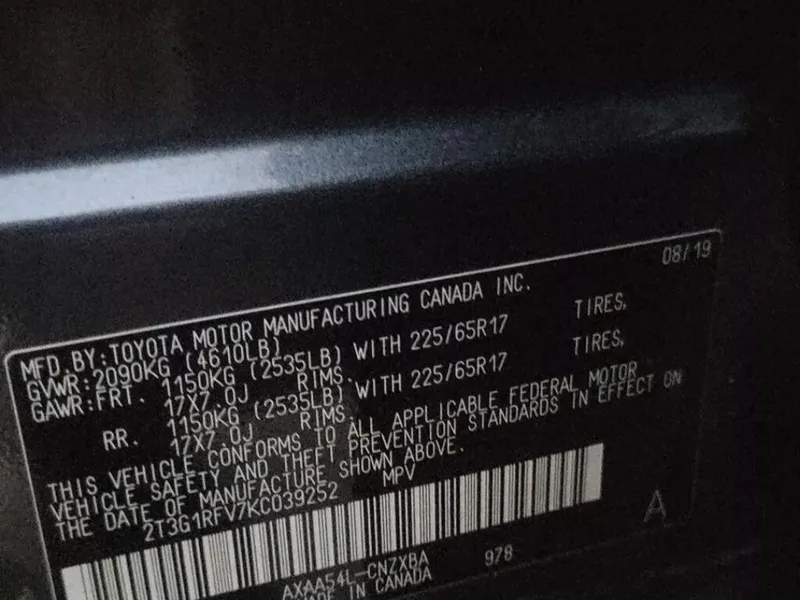 08/19
MFD.BY:TOYOTA MOTOR MANUFACTURING CANADA INC.
GVWR:2090KG (4610LB)
GAWR:FRT. 1150KG (2535LB) WITH 225/65R17 TIRES,
17X7.0J RIMS.
RR. 1150KG (2535LB) WITH 225/65R17 TIRES,
17X7.0J RIMS.
THIS VEHICLE CONFORMS TO ALL APPLICABLE FEDERAL MOTOR
VEHICLE SAFETY AND THEFT PREVENTION STANDARDS IN EFFECT ON
THE DATE OF MANUFACTURE SHOWN ABOVE.
2T3G1RFV7KC039252 MPV
A
AXAA54L-CNZXBA 978
MADE IN CANADA